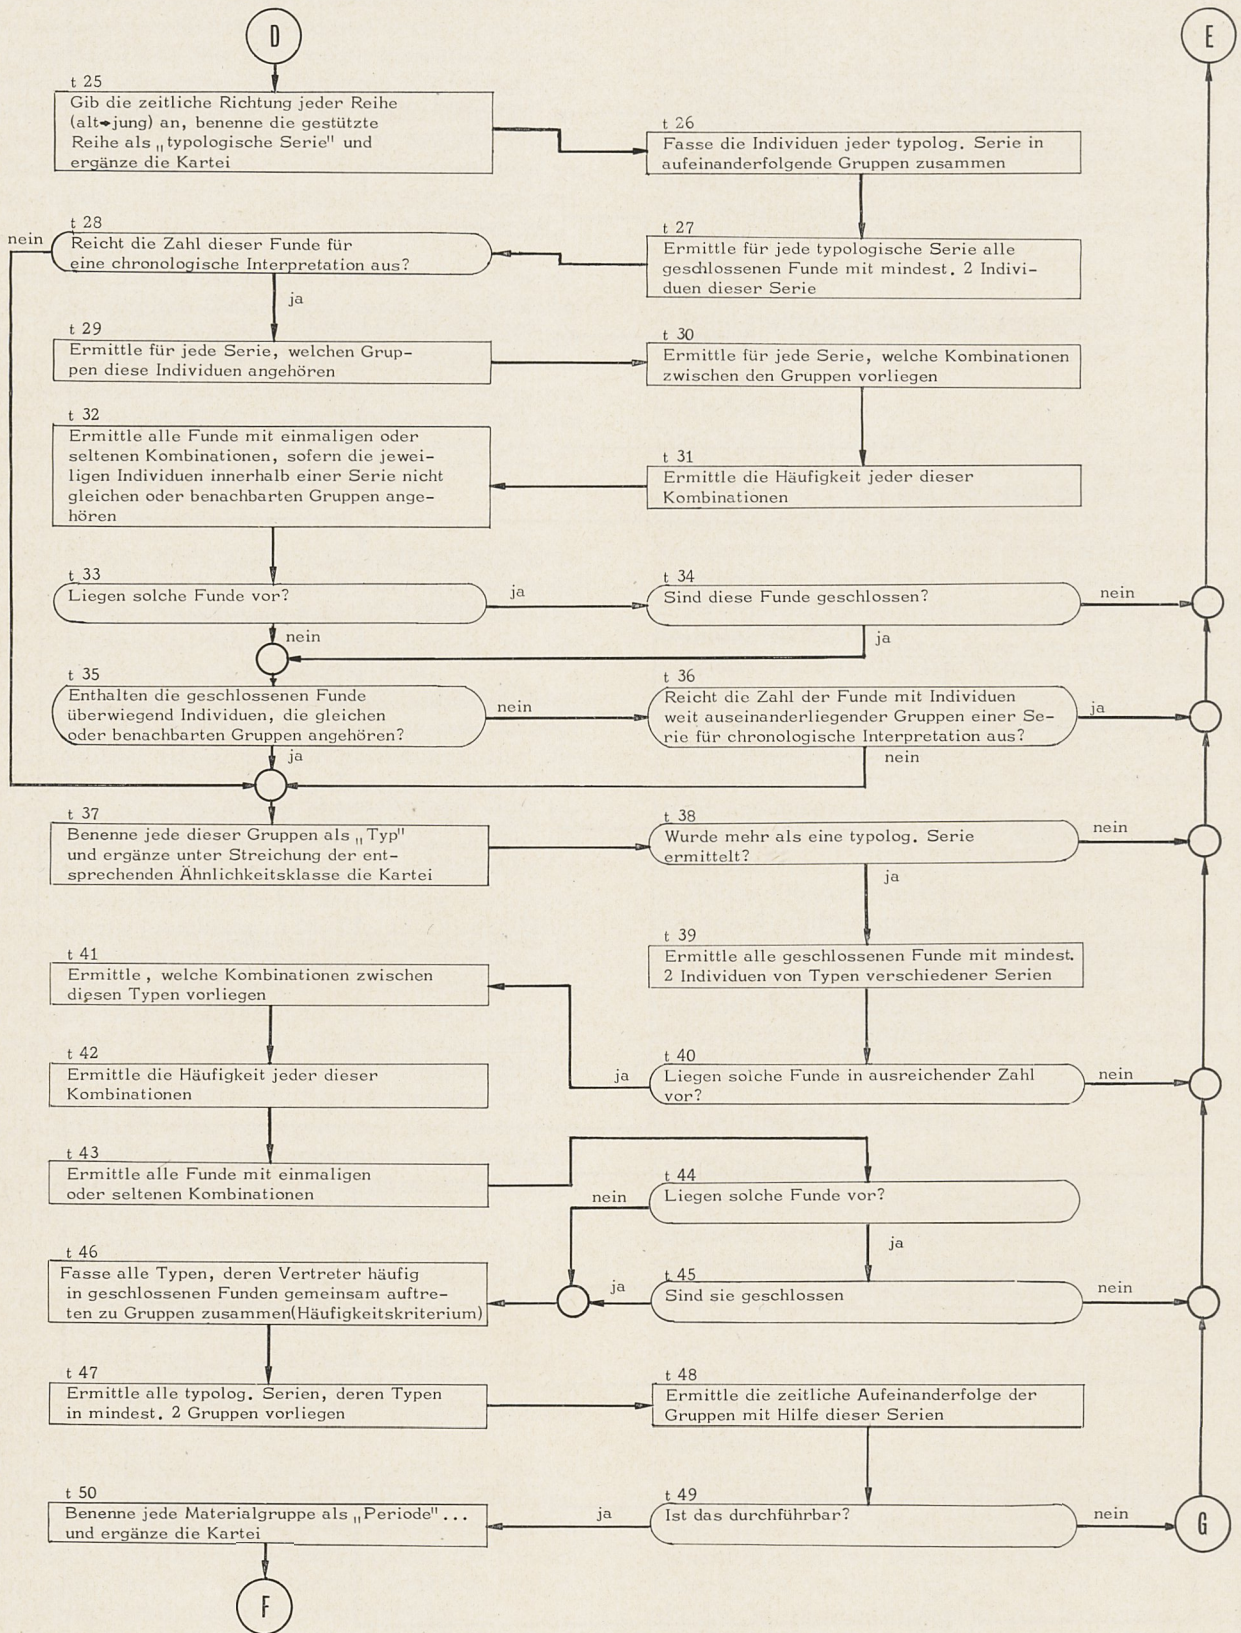 D
E
t 25
Gib die zeitliche Richtung jeder Reihe
(alt→jung) an, benenne die gestützte
Reihe als „typologische Serie" und
ergänze die Kartei
t 26
Fasse die Individuen jeder typolog. Serie in
aufeinanderfolgende Gruppen zusammen
t 27
Ermittle für jede typologische Serie alle
geschlossenen Funde mit mindest. 2 Indivi-
duen dieser Serie
t 28
nein
Reicht die Zahl dieser Funde für
eine chronologische Interpretation aus?
ja
t 29
Ermittle für jede Serie, welchen Grup-
pen diese Individuen angehören
t 30
Ermittle für jede Serie, welche Kombinationen
zwischen den Gruppen vorliegen
t 31
Ermittle die Häufigkeit jeder dieser
Kombinationen
t 32
Ermittle alle Funde mit einmaligen oder
seltenen Kombinationen, sofern die jewei-
ligen Individuen innerhalb einer Serie nicht
gleichen oder benachbarten Gruppen ange-
hören
t 33
Liegen solche Funde vor?
ja
nein
t 34
Sind diese Funde geschlossen?
nein
ja
t 35
Enthalten die geschlossenen Funde
überwiegend Individuen, die gleichen
oder benachbarten Gruppen angehören?
nein
ja
t 36
Reicht die Zahl der Funde mit Individuen
weit auseinanderliegender Gruppen einer Se-
rie für chronologische Interpretation aus?
ja
nein
t 37
Benenne jede dieser Gruppen als „Typ"
und ergänze unter Streichung der ent-
sprechenden Ähnlichkeitsklasse die Kartei
t 38
Wurde mehr als eine typolog. Serie
ermittelt?
nein
ja
t 39
Ermittle alle geschlossenen Funde mit mindest.
2 Individuen von Typen verschiedener Serien
t 40
Liegen solche Funde in ausreichender Zahl
vor?
nein
ja
t 41
Ermittle , welche Kombinationen zwischen
diesen Typen vorliegen
t 42
Ermittle die Häufigkeit jeder dieser
Kombinationen
t 43
Ermittle alle Funde mit einmaligen
oder seltenen Kombinationen
t 44
Liegen solche Funde vor?
nein
ja
t 45
Sind sie geschlossen
ja
nein
t 46
Fasse alle Typen, deren Vertreter häufig
in geschlossenen Funden gemeinsam auftre-
ten zu Gruppen zusammen(Häufigkeitskriterium)
t 47
Ermittle alle typolog. Serien, deren Typen
in mindest. 2 Gruppen vorliegen
t 48
Ermittle die zeitliche Aufeinanderfolge der
Gruppen mit Hilfe dieser Serien
t 49
Ist das durchführbar?
ja
nein
G
t 50
Benenne jede Materialgruppe als „Periode"...
und ergänze die Kartei
F